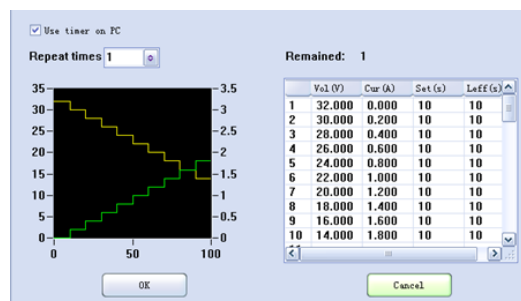 Use timer on PC
Repeat times 1
Remained: 1
35 3.5
30 3
25 2.5
20 2
15 1.5
10 1
5 0.5
0 0
0 50 100
Vol(V) Cur(A) Set(s) Leff(s)
1 32.000 0.000 10 10
2 30.000 0.200 10 10
3 28.000 0.400 10 10
4 26.000 0.600 10 10
5 24.000 0.800 10 10
6 22.000 1.000 10 10
7 20.000 1.200 10 10
8 18.000 1.400 10 10
9 16.000 1.600 10 10
10 14.000 1.800 10 10
OK
Cancel